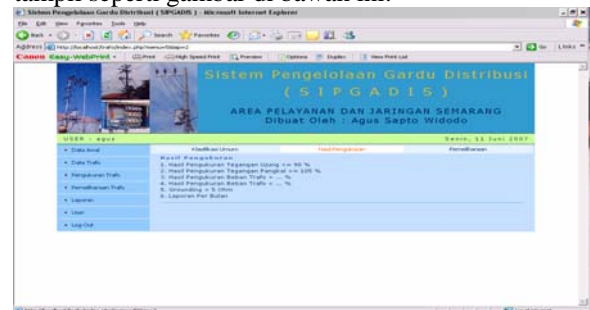 tampil seperti gambar di bawah ini:
Sistem Pengelolaan Gardu Distribusi ( SIPGADIS ) - Microsoft Internet Explorer
File Edit View Favorites Tools Help
Back Search Favorites
Address Go Links
Canon Easy-WebPrint Print High Speed Print Preview Options Duplex View Print List
Sistem Pengelolaan Gardu Distribusi
( S I P G A D I S )
AREA PELAYANAN DAN JARINGAN SEMARANG
Dibuat Oleh : Agus Sapto Widodo
USER : agus Senin, 11 Juni 2007
Data Awal Klasifikasi Umum Hasil Pengukuran Pemeliharaan
Hasil Pengukuran
1. Hasil Pengukuran Tegangan Ujung <= 90 %
Data Trafo
2. Hasil Pengukuran Tegangan Pangkal >= 105 %
3. Hasil Pengukuran Beban Trafo < ... %
Pengukuran Trafo
4. Hasil Pengukuran Beban Trafo > ... %
5. Grounding > 5 Ohm
Pemeliharaan Trafo
6. Laporan Per Bulan
Laporan
User
Log Out